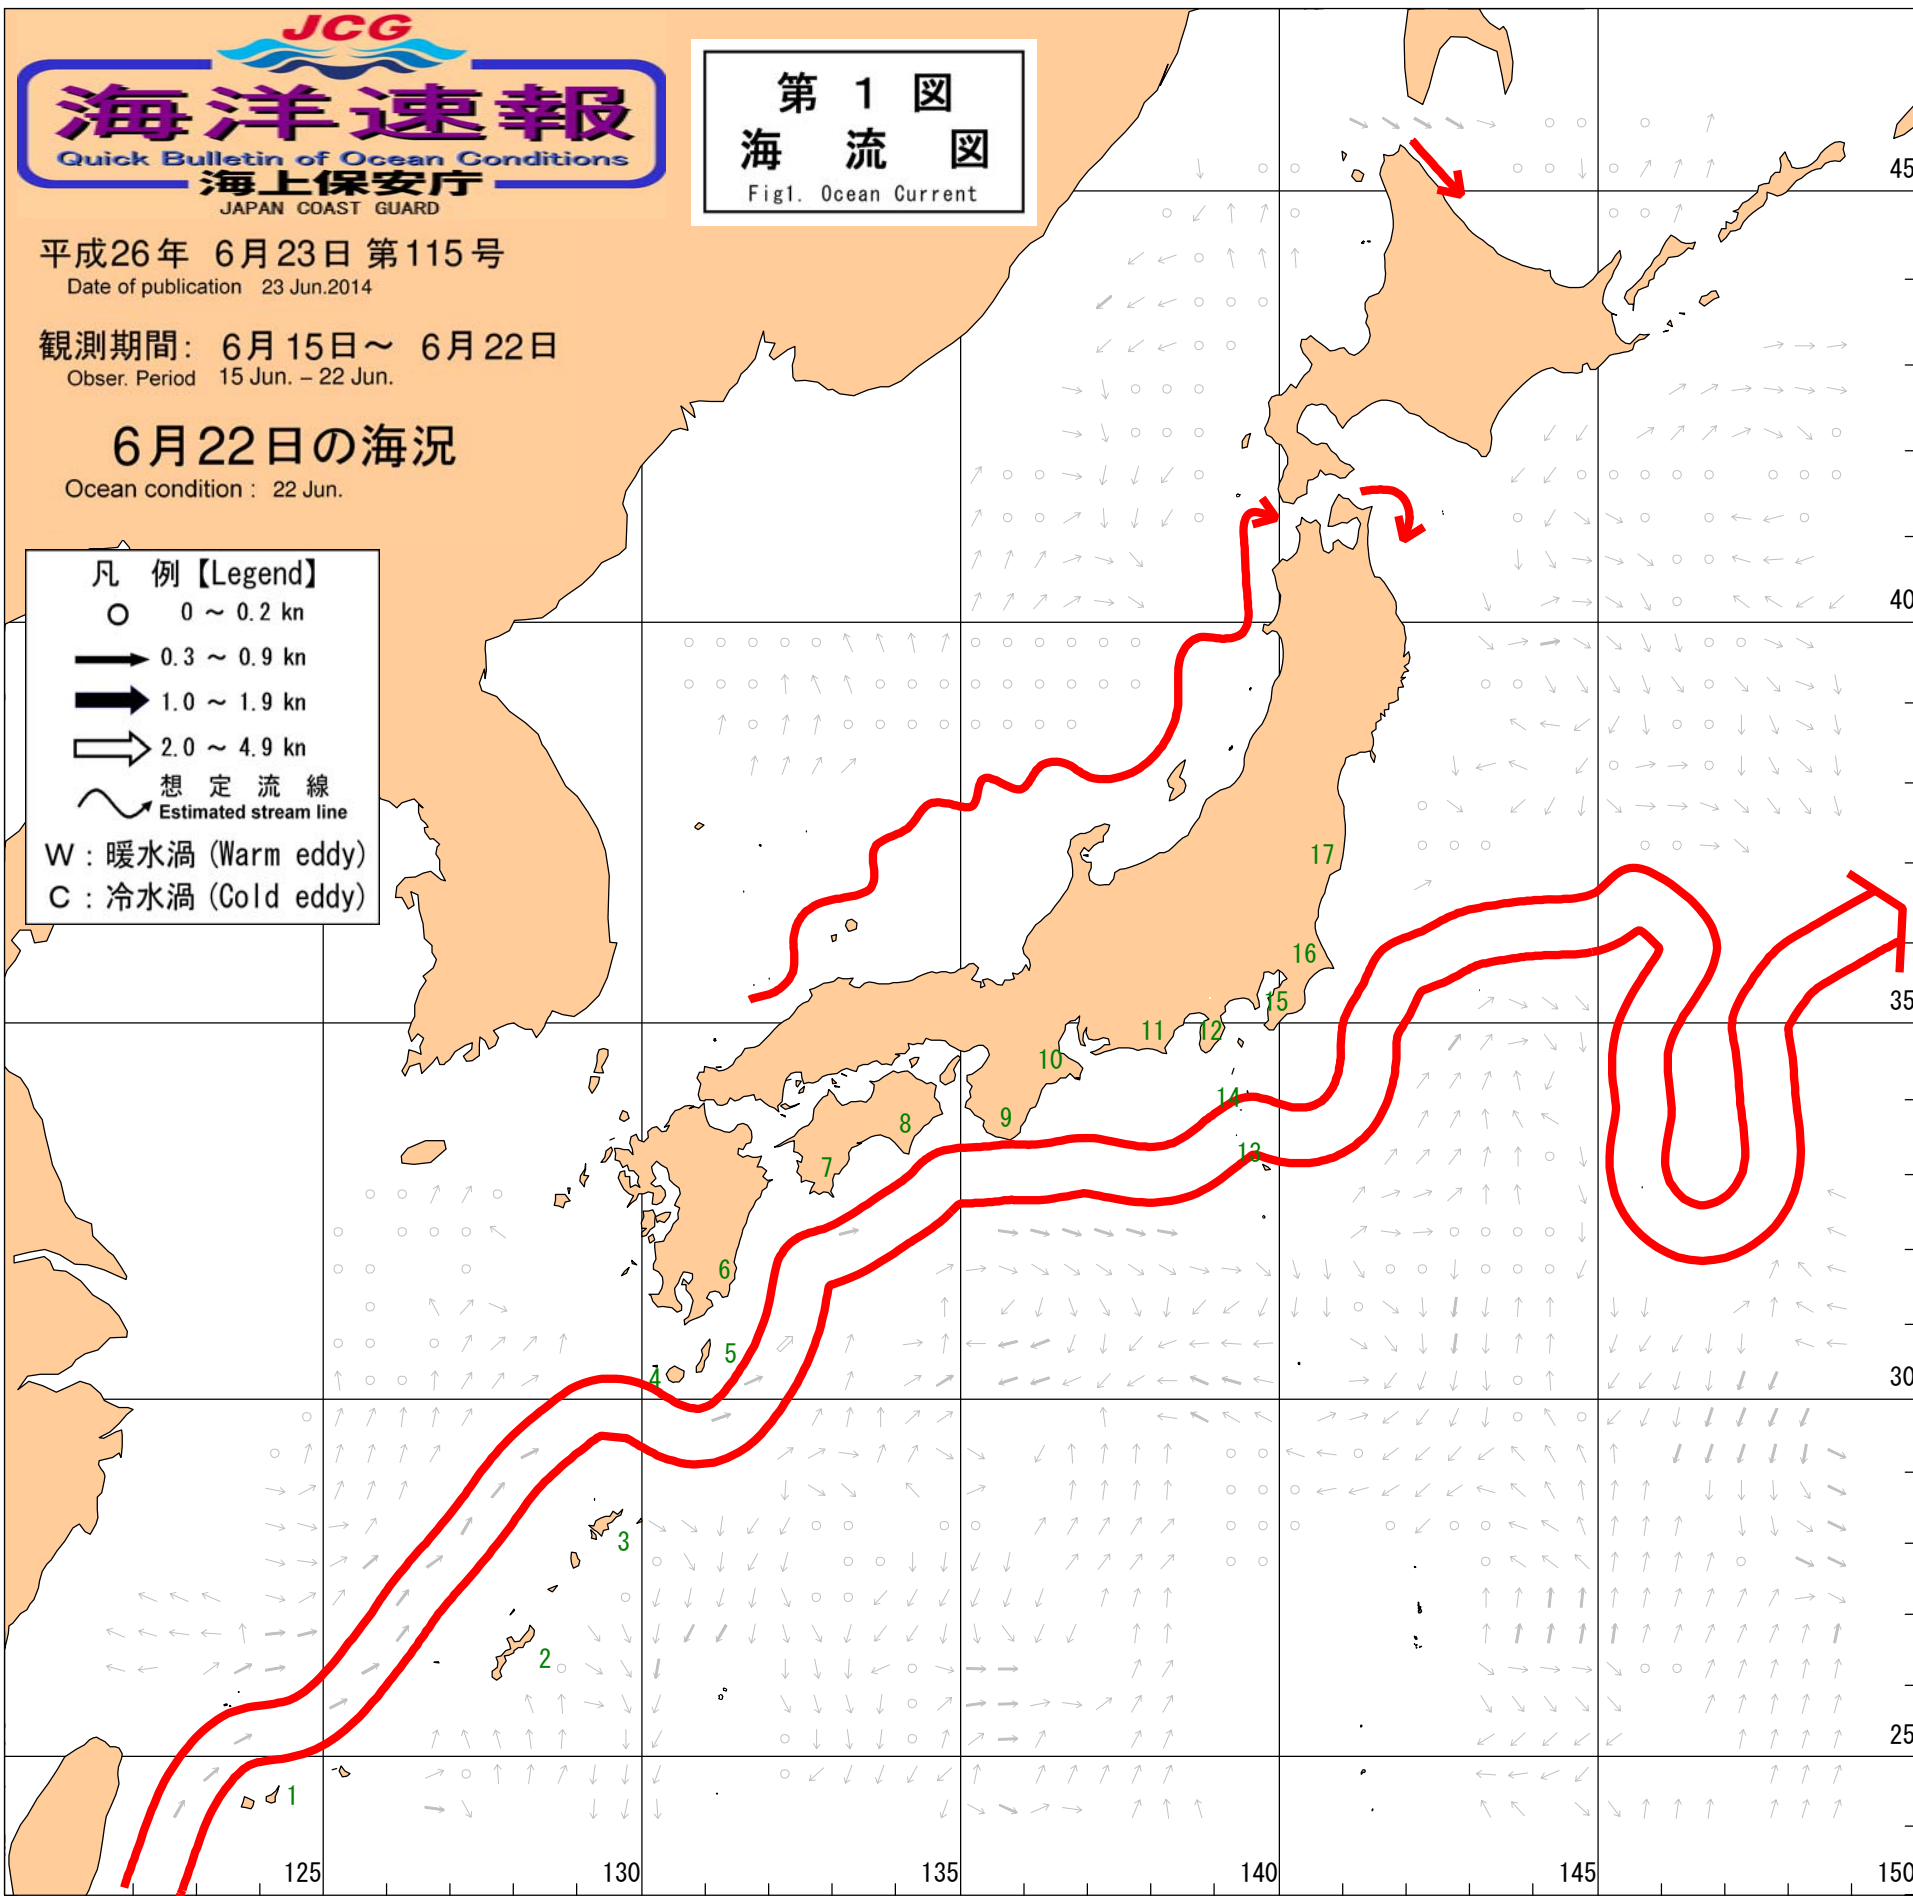 JCG
海洋速報
Quick Bulletin of Ocean Conditions
海上保安庁
JAPAN COAST GUARD
第 1 図
海 流 図
Fig1. Ocean Current
平成26年 6月23日 第115号
Date of publication 23 Jun.2014
観測期間: 6月15日~ 6月22日
Obser. Period 15 Jun. – 22 Jun.
6月22日の海況
Ocean condition : 22 Jun.
凡 例【Legend】
0 ~ 0.2 kn
0.3 ~ 0.9 kn
1.0 ~ 1.9 kn
2.0 ~ 4.9 kn
想 定 流 線
Estimated stream line
W : 暖水渦 (Warm eddy)
C : 冷水渦 (Cold eddy)
45
40
17
16
35
15
12
11
10
14
9
8
13
7
6
5
4
30
3
2
25
1
125
130
135
140
145
150